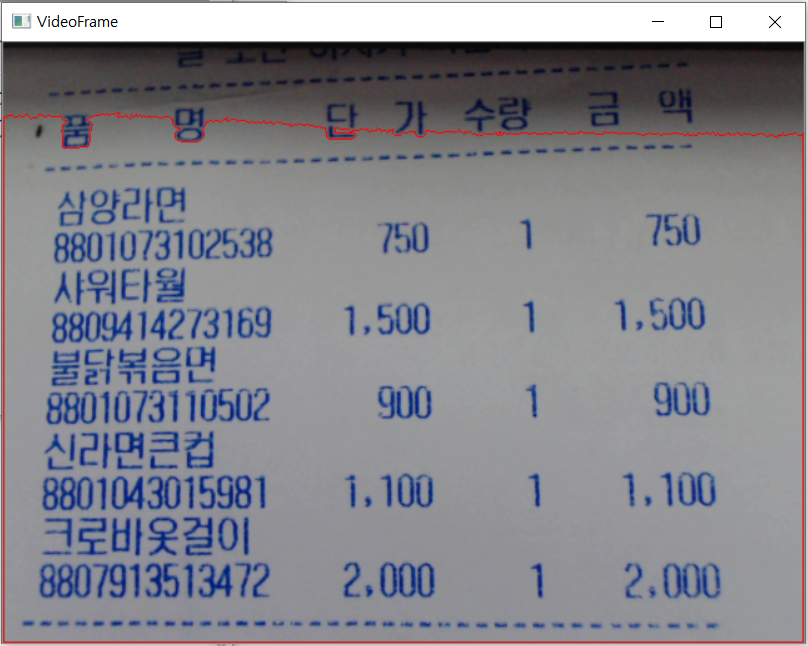 VideoFrame
품 명 단 가 수량 금 액
삼양라면
8801073102538 750 1 750
샤워타월
8809414273169 1,500 1 1,500
불닭볶음면
8801073110502 900 1 900
신라면큰컵
8801043015981 1,100 1 1,100
크로바옷걸이
8807913513472 2,000 1 2,000